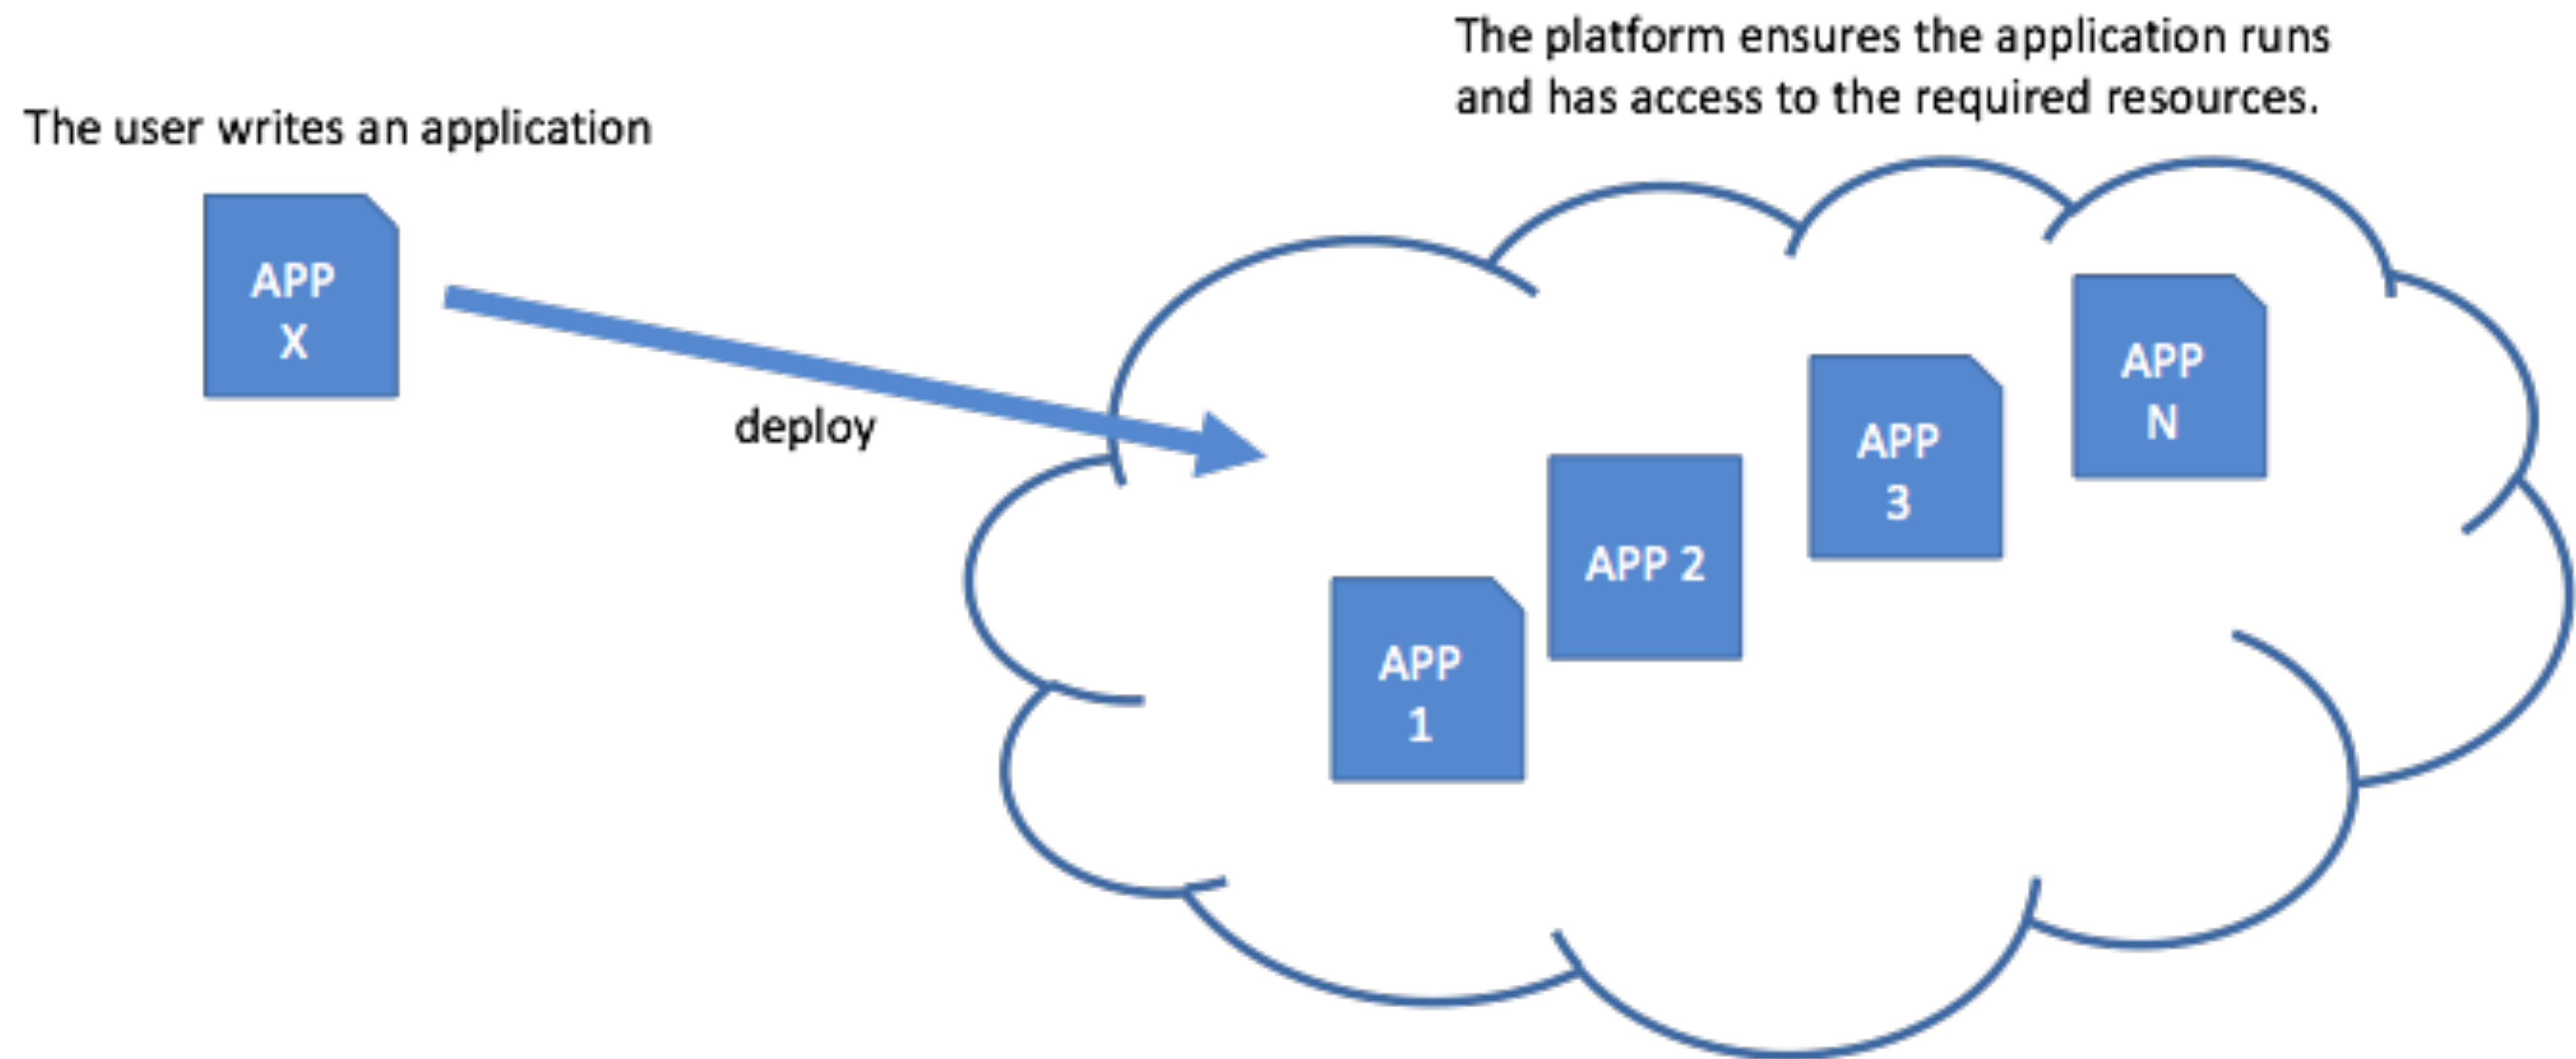 The platform ensures the application runs
and has access to the required resources.
The user writes an application
APP
X
deploy
APP
N
APP
3
APP 2
APP
1